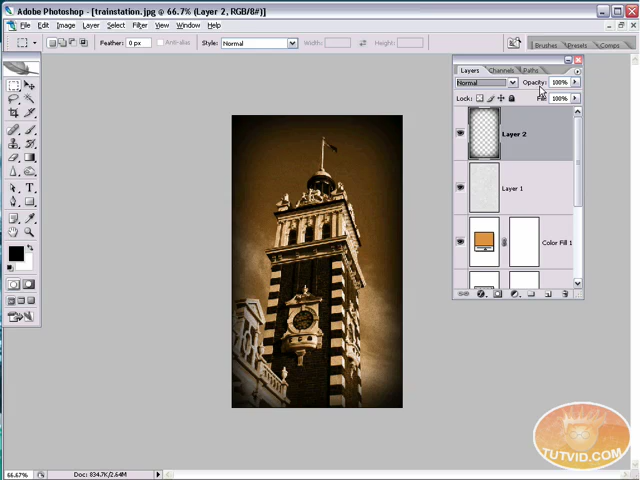 Adobe Photoshop - [trainstation.jpg @ 66.7% (Layer 2, RGB/8#)]
File Edit Image Layer Select Filter View Window Help
Feather: 0 px Anti-alias Style: Normal Width: Height: Brushes Presets Comps
Layers Channels Paths
Normal Opacity: 100%
Lock: Fill: 100%
Layer 2
Layer 1
Color Fill 1
T
TUTVID.COM
66.67% Doc: 834.7K/2.64M